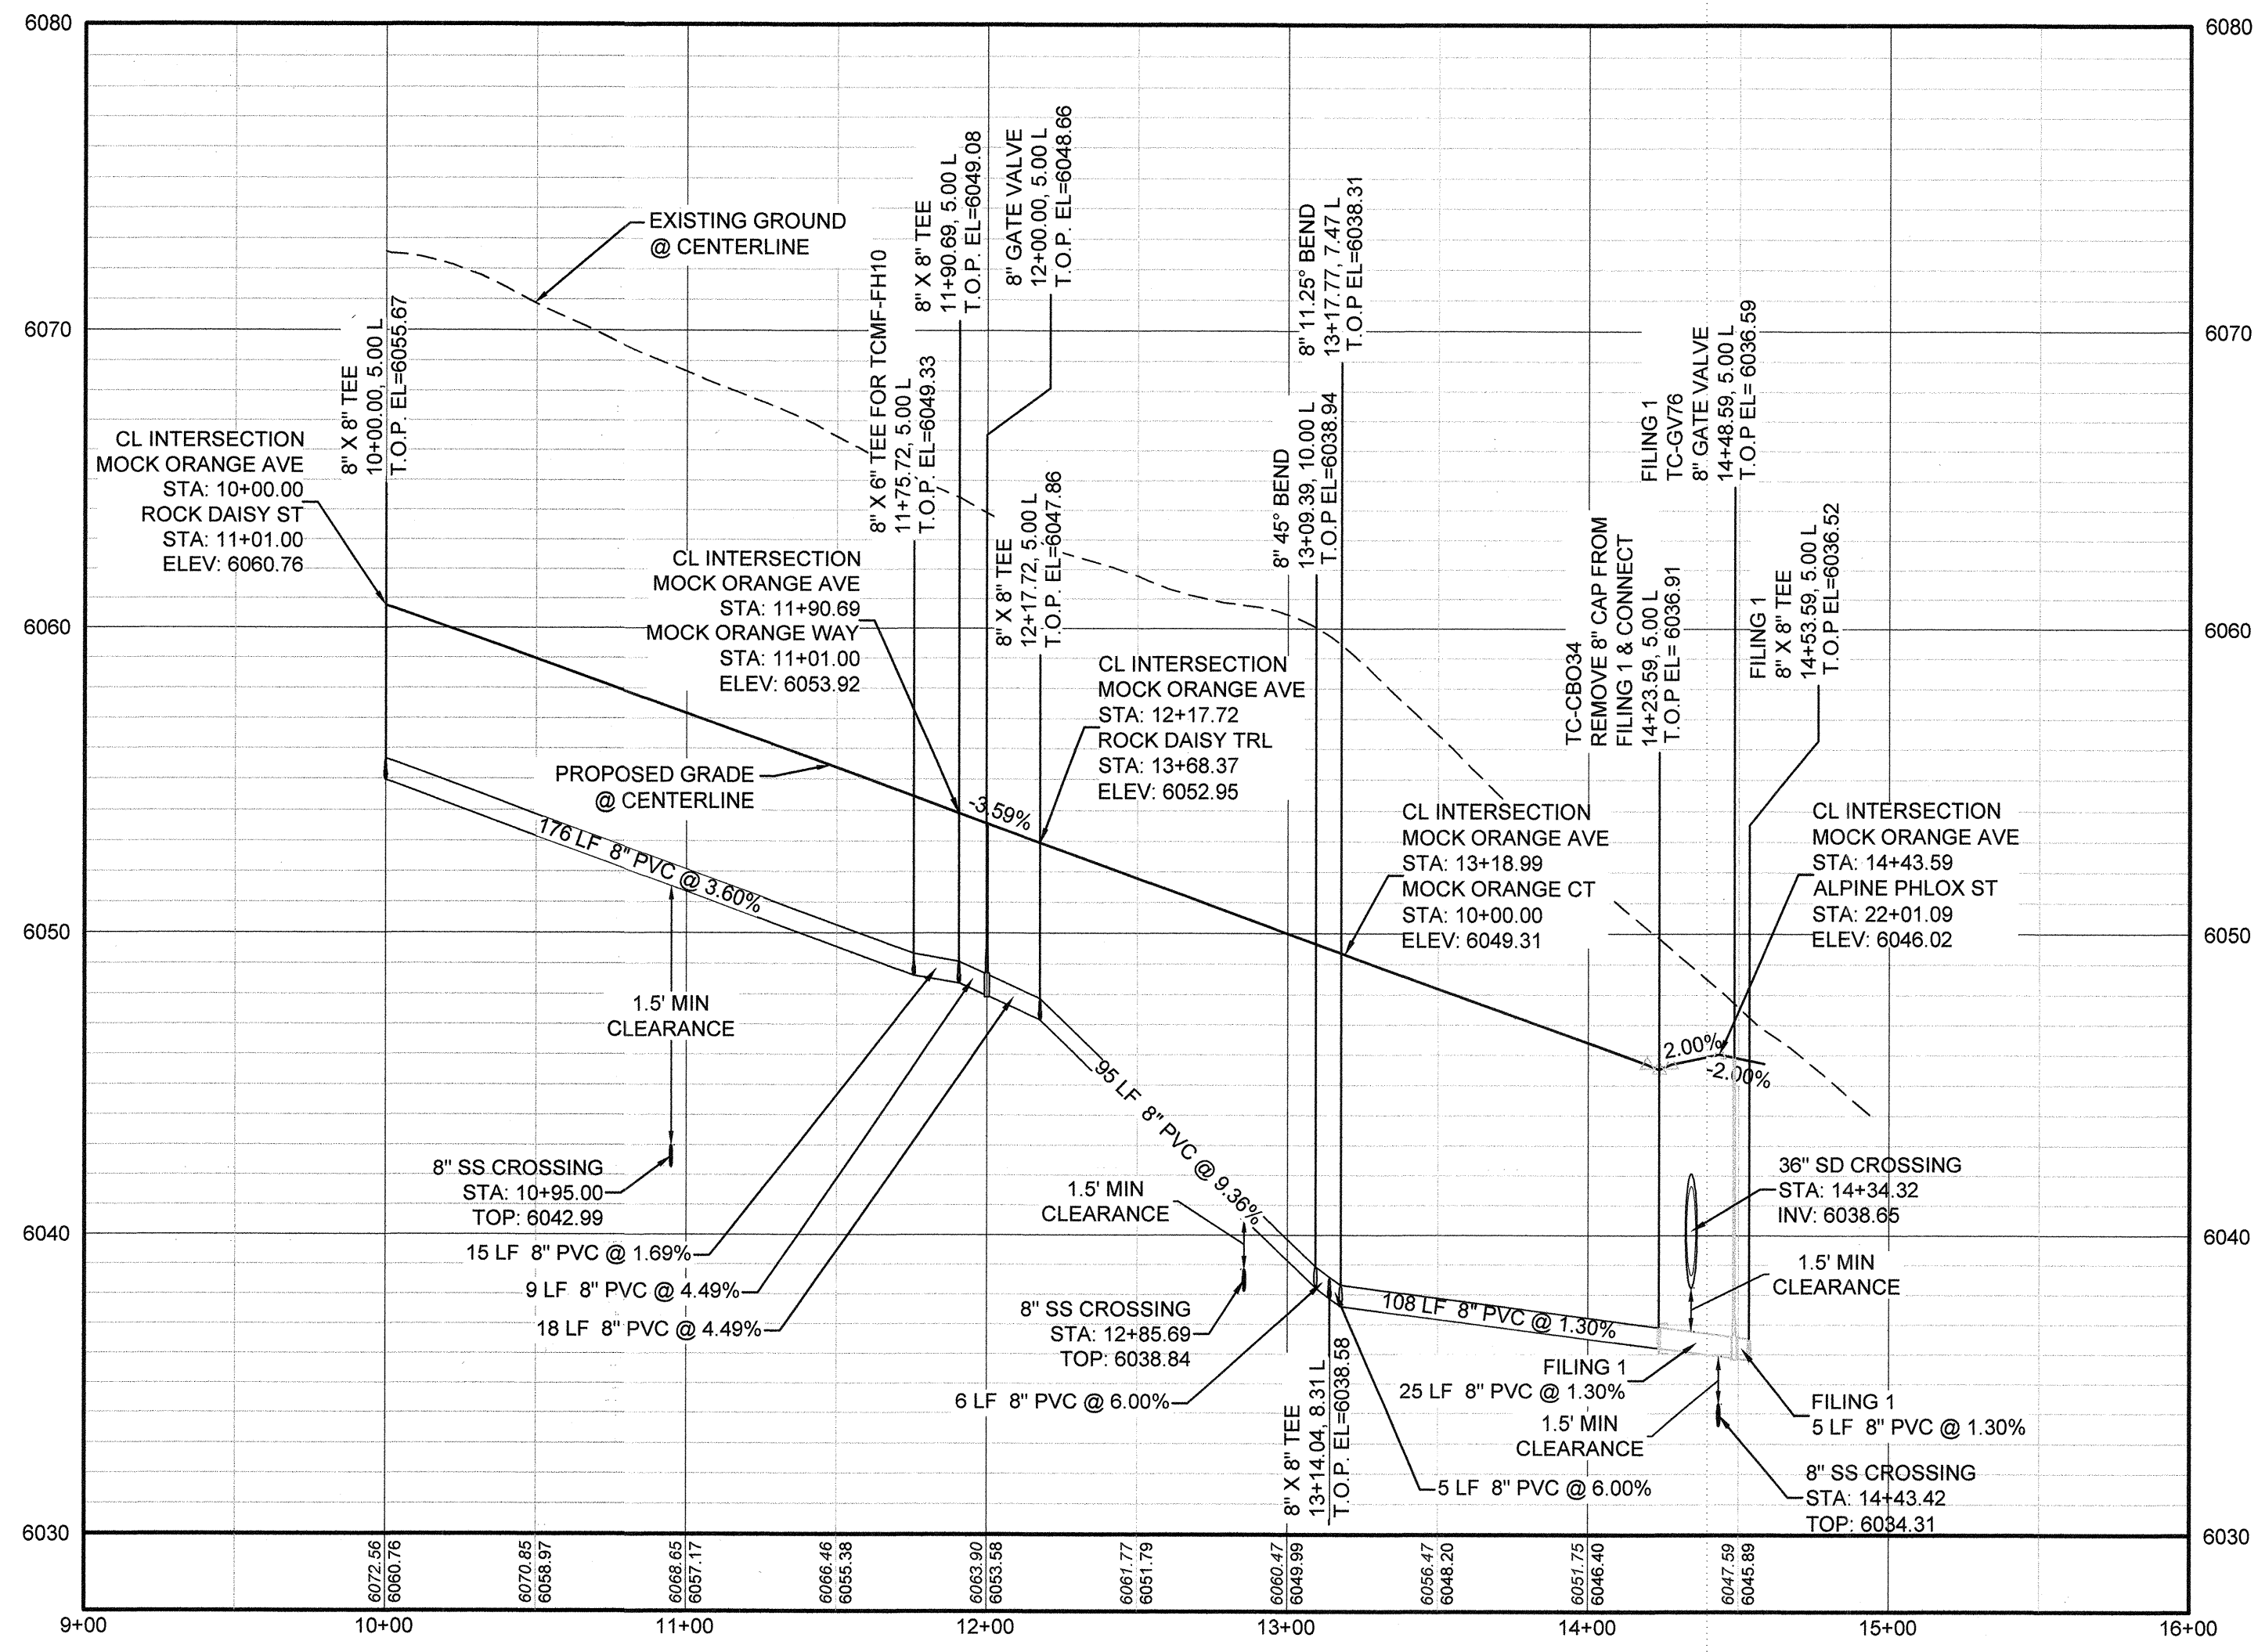 6080
6080
6070
6070
6060
6060
6050
6050
6040
6040
6030
6030
EXISTING GROUND
@ CENTERLINE
8" X 8" TEE
10+00.00, 5.00 L
T.O.P. EL=6055.67
CL INTERSECTION
MOCK ORANGE AVE
STA: 10+00.00
ROCK DAISY ST
STA: 11+01.00
ELEV: 6060.76
8" X 6" TEE FOR TCMF-FH10
11+75.72, 5.00 L
T.O.P. EL=6049.33
8" X 8" TEE
11+90.69, 5.00 L
T.O.P. EL=6049.08
8" GATE VALVE
12+00.00, 5.00 L
T.O.P. EL=6048.66
CL INTERSECTION
MOCK ORANGE AVE
STA: 11+90.69
MOCK ORANGE WAY
STA: 11+01.00
ELEV: 6053.92
8" X 8" TEE
12+17.72, 5.00 L
T.O.P. EL=6047.86
CL INTERSECTION
MOCK ORANGE AVE
STA: 12+17.72
ROCK DAISY TRL
STA: 13+68.37
ELEV: 6052.95
8" 45° BEND
13+09.39, 10.00 L
T.O.P EL=6038.94
8" 11.25° BEND
13+17.77, 7.47 L
T.O.P EL=6038.31
CL INTERSECTION
MOCK ORANGE AVE
STA: 13+18.99
MOCK ORANGE CT
STA: 10+00.00
ELEV: 6049.31
TC-CBO34
REMOVE 8" CAP FROM
FILING 1 & CONNECT
14+23.59, 5.00 L
T.O.P EL= 6036.91
FILING 1
TC-GV76
8" GATE VALVE
14+48.59, 5.00 L
T.O.P EL= 6036.59
FILING 1
8" X 8" TEE
14+53.59, 5.00 L
T.O.P EL=6036.52
CL INTERSECTION
MOCK ORANGE AVE
STA: 14+43.59
ALPINE PHLOX ST
STA: 22+01.09
ELEV: 6046.02
PROPOSED GRADE
@ CENTERLINE
-3.59%
2.00%
-2.00%
176 LF 8" PVC @ 3.60%
1.5' MIN
CLEARANCE
8" SS CROSSING
STA: 10+95.00
TOP: 6042.99
15 LF 8" PVC @ 1.69%
9 LF 8" PVC @ 4.49%
18 LF 8" PVC @ 4.49%
95 LF 8" PVC @ 9.36%
1.5' MIN
CLEARANCE
8" SS CROSSING
STA: 12+85.69
TOP: 6038.84
6 LF 8" PVC @ 6.00%
8" X 8" TEE
13+14.04, 8.31 L
T.O.P. EL=6038.58
5 LF 8" PVC @ 6.00%
108 LF 8" PVC @ 1.30%
FILING 1
25 LF 8" PVC @ 1.30%
1.5' MIN
CLEARANCE
36" SD CROSSING
STA: 14+34.32
INV: 6038.65
1.5' MIN
CLEARANCE
FILING 1
5 LF 8" PVC @ 1.30%
8" SS CROSSING
STA: 14+43.42
TOP: 6034.31
6072.56
6060.76
6070.85
6058.97
6068.65
6057.17
6066.46
6055.38
6063.90
6053.58
6061.77
6051.79
6060.47
6049.99
6056.47
6048.20
6051.75
6046.40
6047.59
6045.89
9+00
10+00
11+00
12+00
13+00
14+00
15+00
16+00